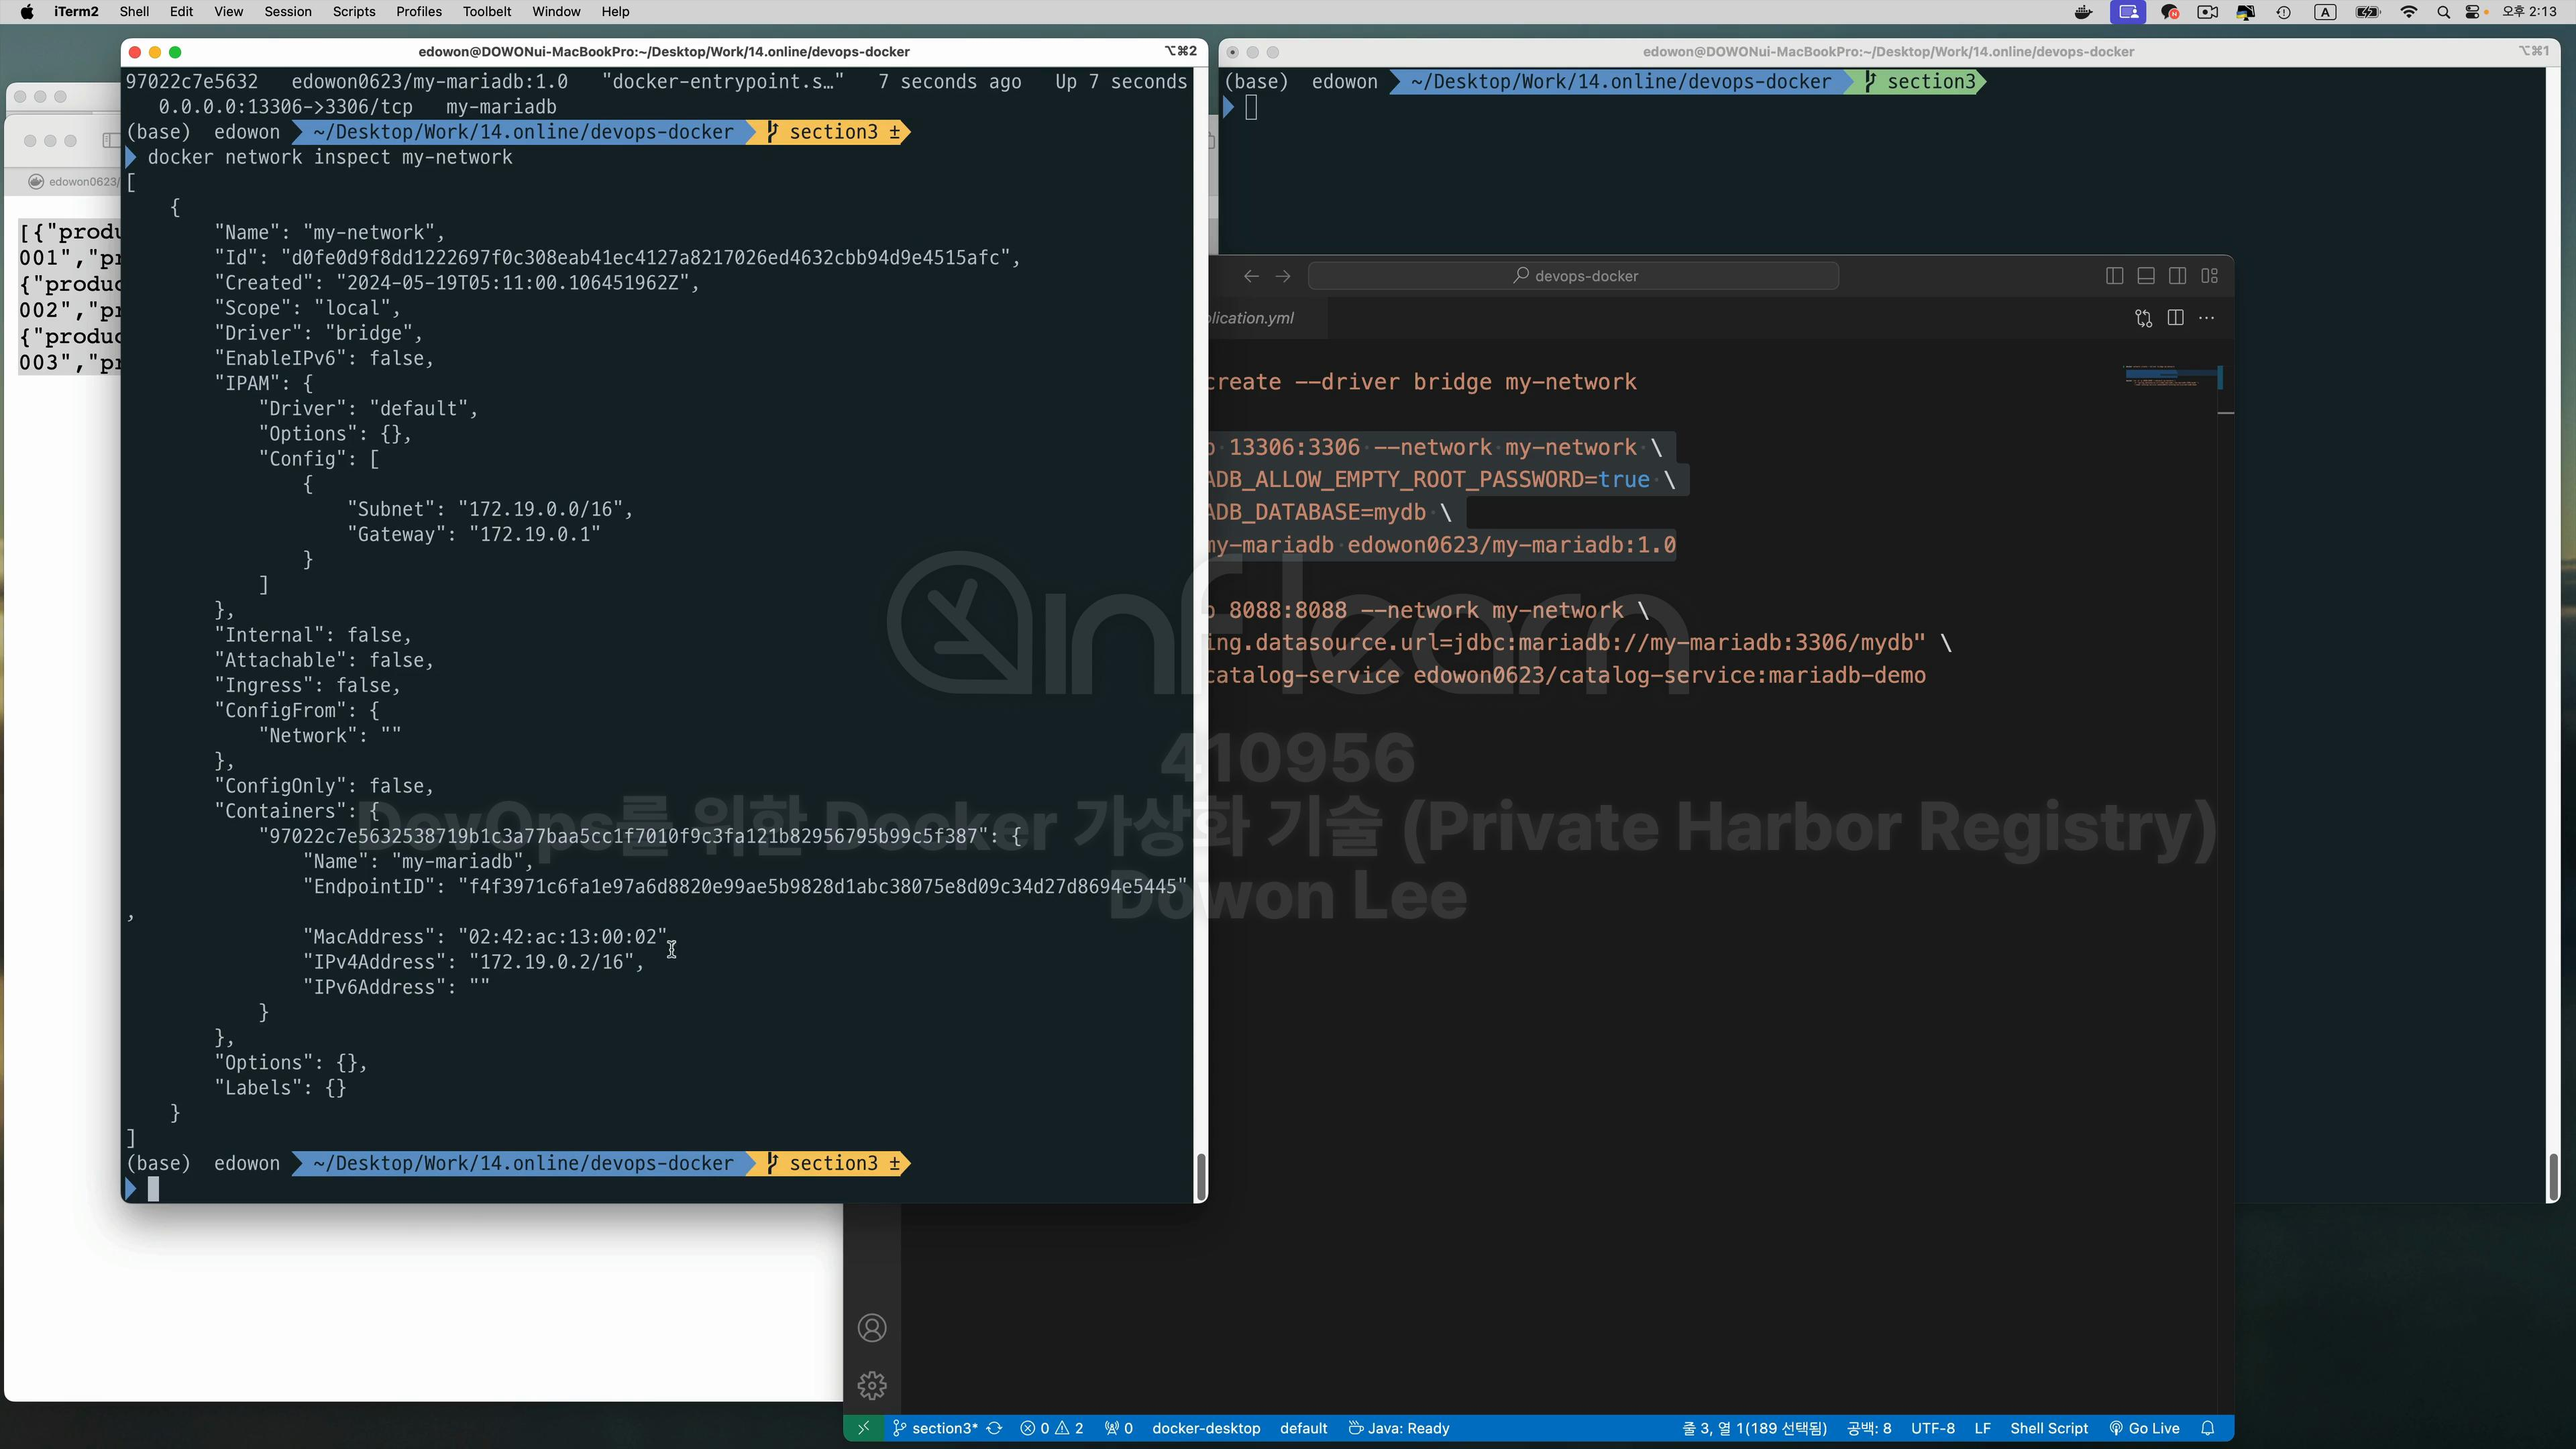 iTerm2 Shell Edit View Session Scripts Profiles Toolbelt Window Help
A 오후 2:13
edowon@DOWONui-MacBookPro:~/Desktop/Work/14.online/devops-docker ⌥⌘2
97022c7e5632 edowon0623/my-mariadb:1.0 "docker-entrypoint.s…" 7 seconds ago Up 7 seconds
0.0.0.0:13306->3306/tcp my-mariadb
(base) edowon ~/Desktop/Work/14.online/devops-docker section3 ±
docker network inspect my-network
[
{
"Name": "my-network",
"Id": "d0fe0d9f8dd1222697f0c308eab41ec4127a8217026ed4632cbb94d9e4515afc",
"Created": "2024-05-19T05:11:00.106451962Z",
"Scope": "local",
"Driver": "bridge",
"EnableIPv6": false,
"IPAM": {
"Driver": "default",
"Options": {},
"Config": [
{
"Subnet": "172.19.0.0/16",
"Gateway": "172.19.0.1"
}
]
},
"Internal": false,
"Attachable": false,
"Ingress": false,
"ConfigFrom": {
"Network": ""
},
"ConfigOnly": false,
"Containers": {
"97022c7e5632538719b1c3a77baa5cc1f7010f9c3fa121b82956795b99c5f387": {
"Name": "my-mariadb",
"EndpointID": "f4f3971c6fa1e97a6d8820e99ae5b9828d1abc38075e8d09c34d27d8694e5445"
,
"MacAddress": "02:42:ac:13:00:02"
"IPv4Address": "172.19.0.2/16",
"IPv6Address": ""
}
},
"Options": {},
"Labels": {}
}
]
(base) edowon ~/Desktop/Work/14.online/devops-docker section3 ±
edowon@DOWONui-MacBookPro:~/Desktop/Work/14.online/devops-docker ⌥⌘1
(base) edowon ~/Desktop/Work/14.online/devops-docker section3
edowon0623/
[{"produ
001","pr
{"produc
002","pr
{"produc
003","pr
devops-docker
lication.yml
create --driver bridge my-network
13306:3306 --network my-network \
ADB_ALLOW_EMPTY_ROOT_PASSWORD=true \
ADB_DATABASE=mydb \
my-mariadb edowon0623/my-mariadb:1.0
8088:8088 --network my-network \
ing.datasource.url=jdbc:mariadb://my-mariadb:3306/mydb" \
catalog-service edowon0623/catalog-service:mariadb-demo
inflearn
410956
DevOps를 위한 Docker 가상화 기술 (Private Harbor Registry)
Dowon Lee
section3* 0 2 0 docker-desktop default Java: Ready 줄 3, 열 1(189 선택됨) 공백: 8 UTF-8 LF Shell Script Go Live